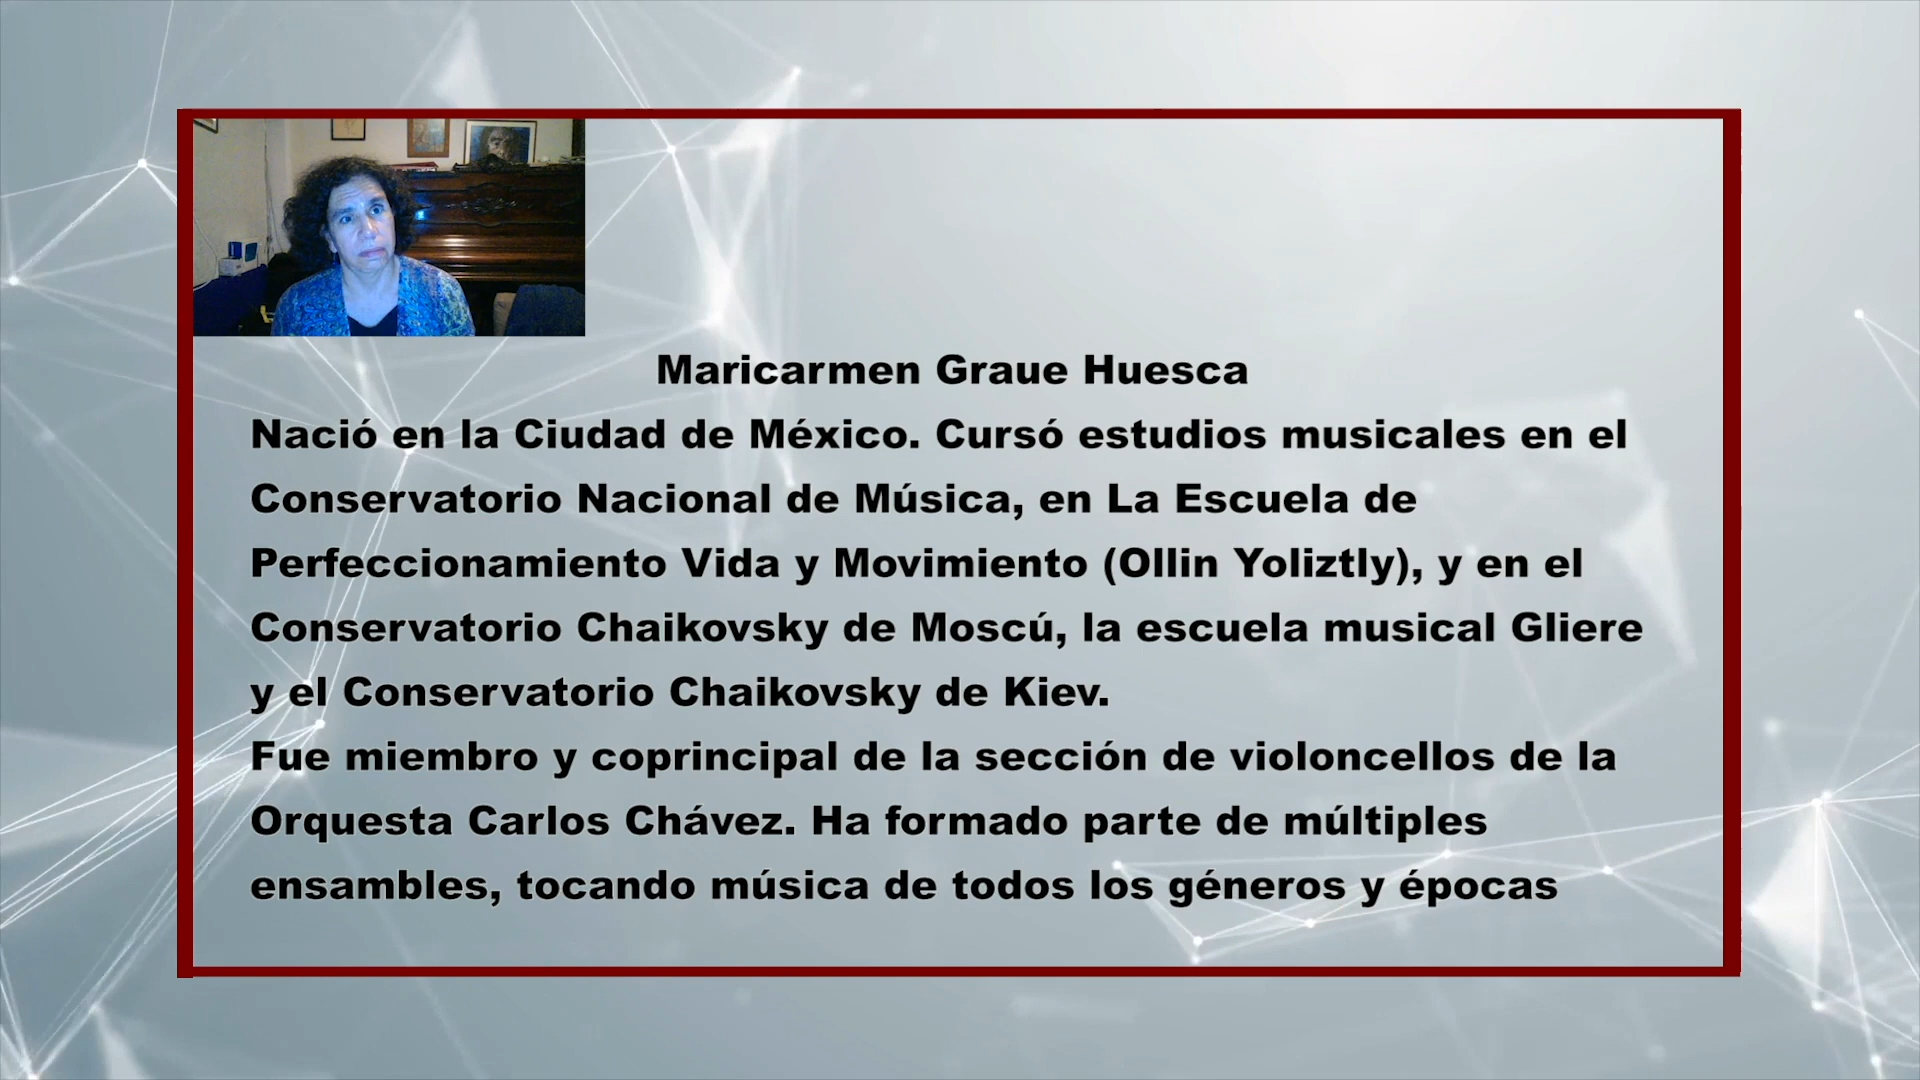 Maricarmen Graue Huesca
Nació en la Ciudad de México. Cursó estudios musicales en el
Conservatorio Nacional de Música, en La Escuela de
Perfeccionamiento Vida y Movimiento (Ollin Yoliztly), y en el
Conservatorio Chaikovsky de Moscú, la escuela musical Gliere
y el Conservatorio Chaikovsky de Kiev.
Fue miembro y coprincipal de la sección de violoncellos de la
Orquesta Carlos Chávez. Ha formado parte de múltiples
ensambles, tocando música de todos los géneros y épocas